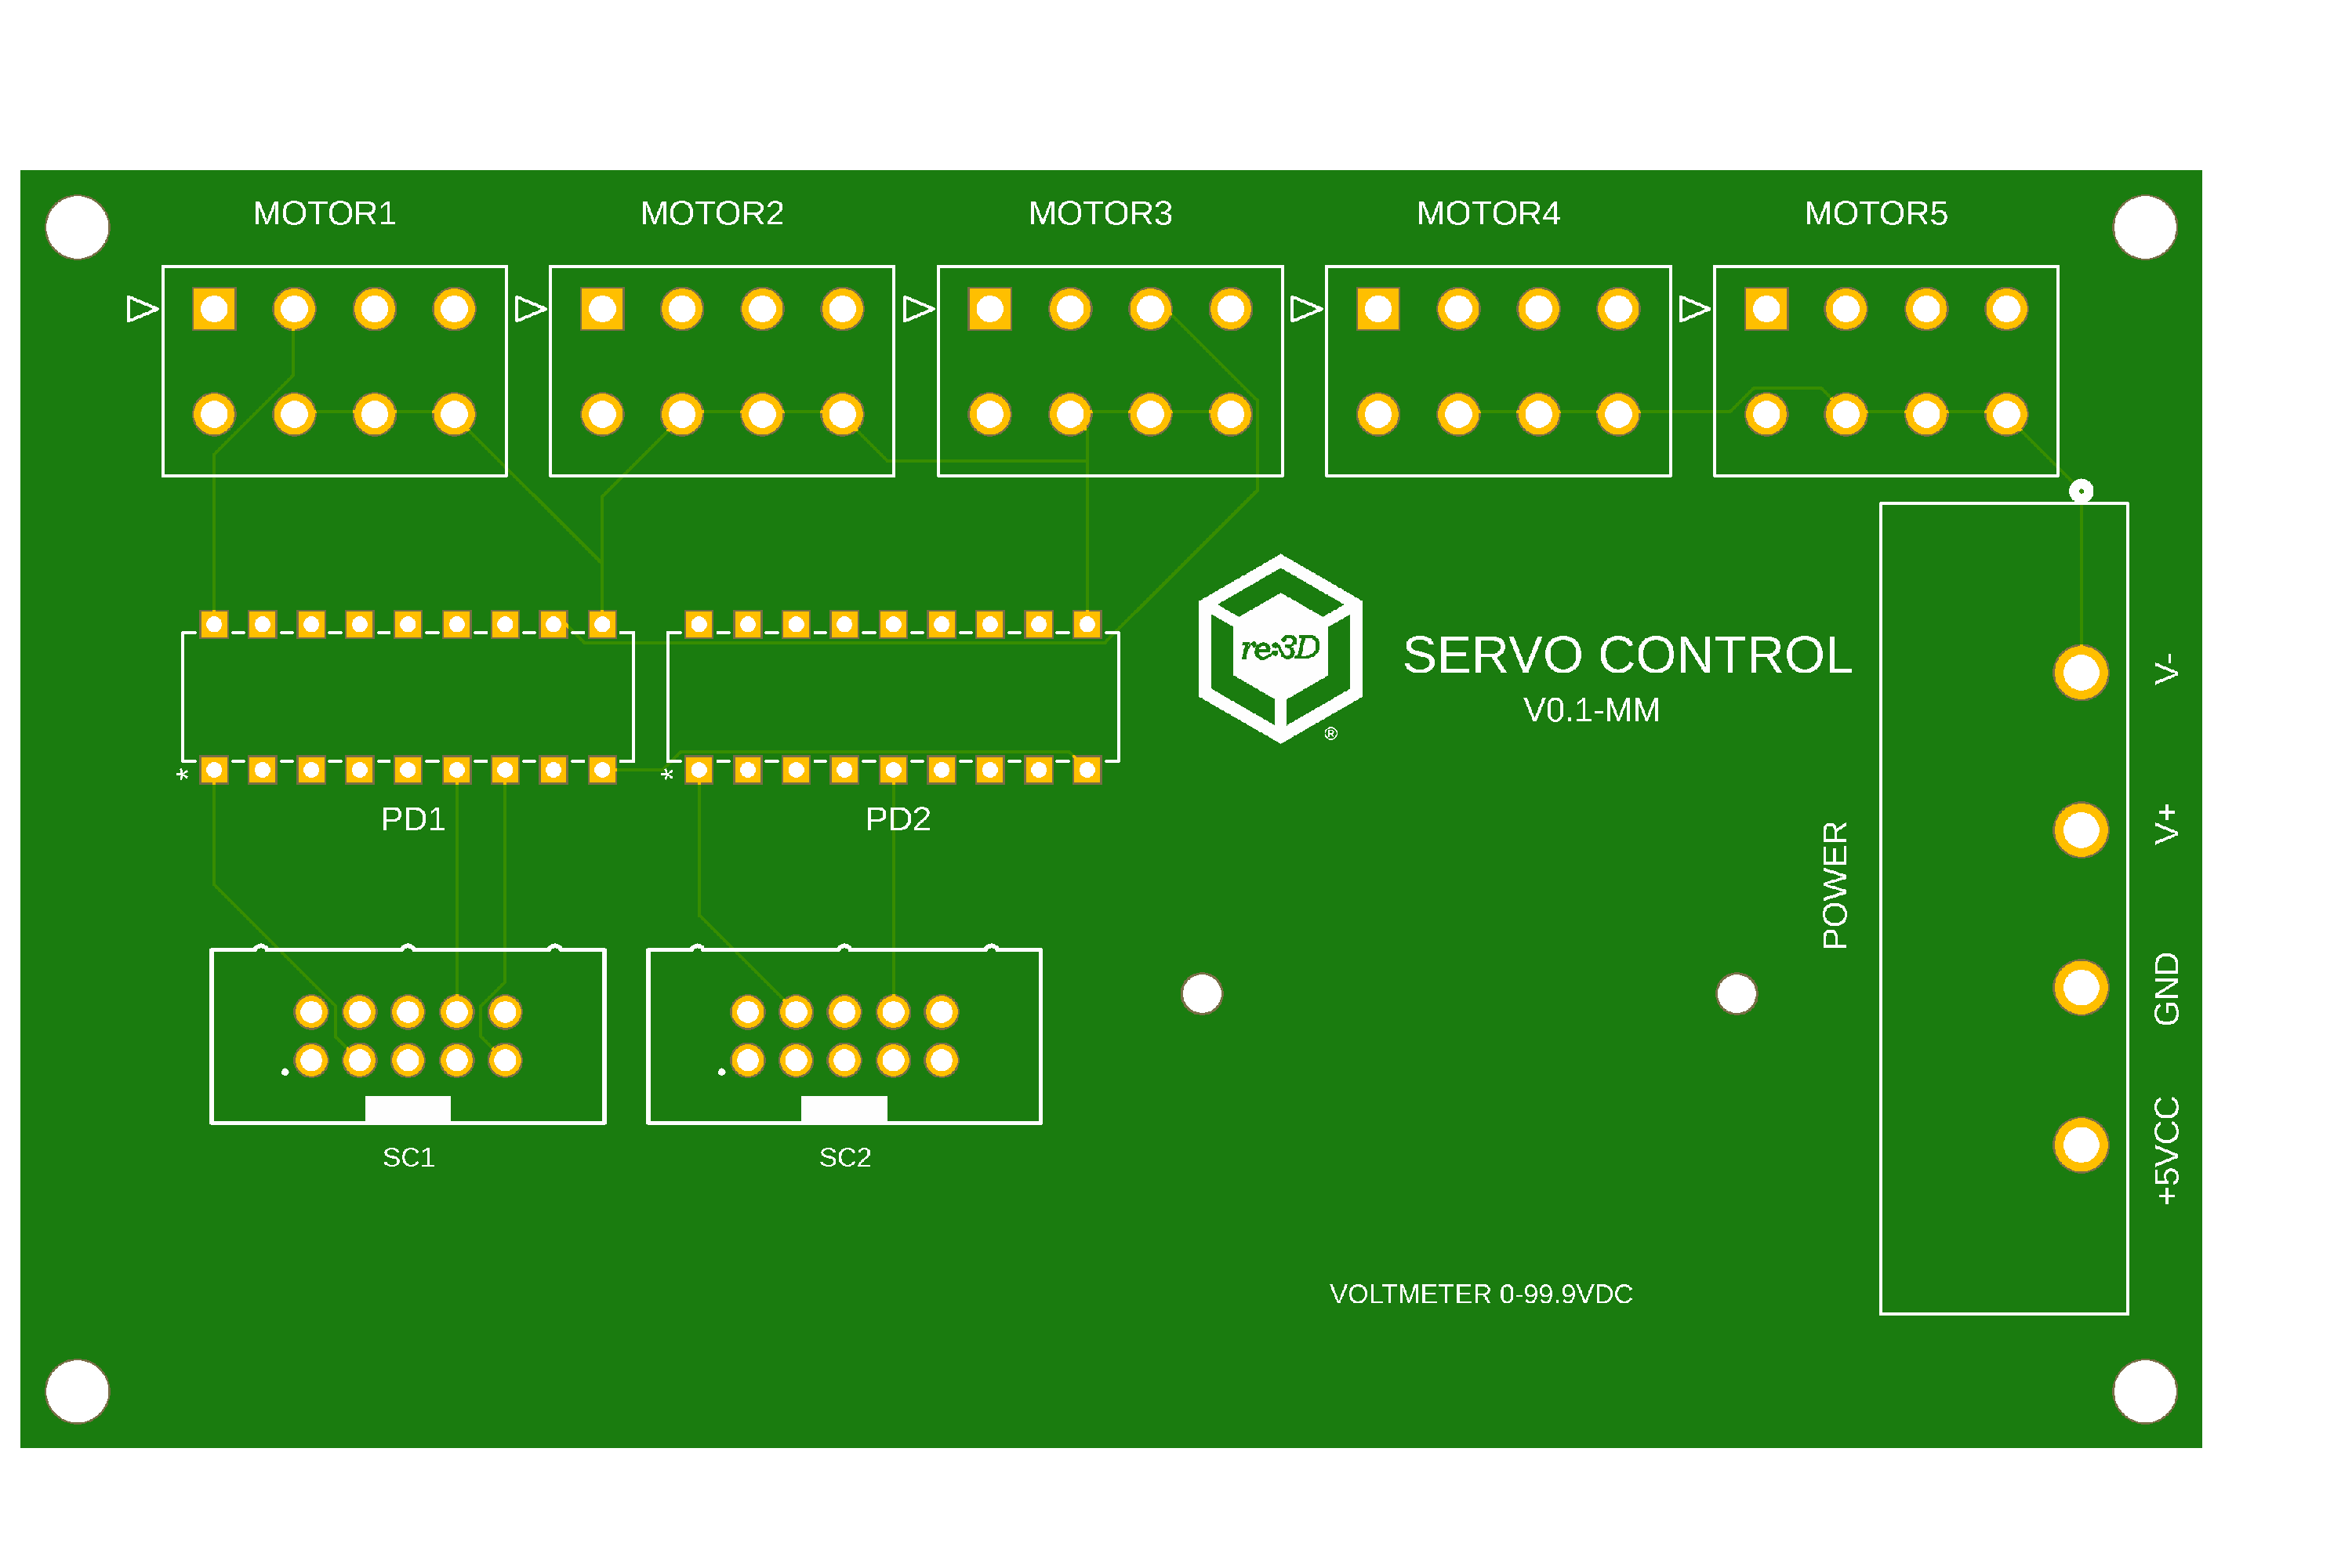 MOTOR1 MOTOR2 MOTOR3 MOTOR4 MOTOR5
re:3D
®
SERVO CONTROL
V0.1-MM
* *
PD1 PD2
POWER
V-
V+
GND
+5VCC
SC1 SC2
VOLTMETER 0-99.9VDC